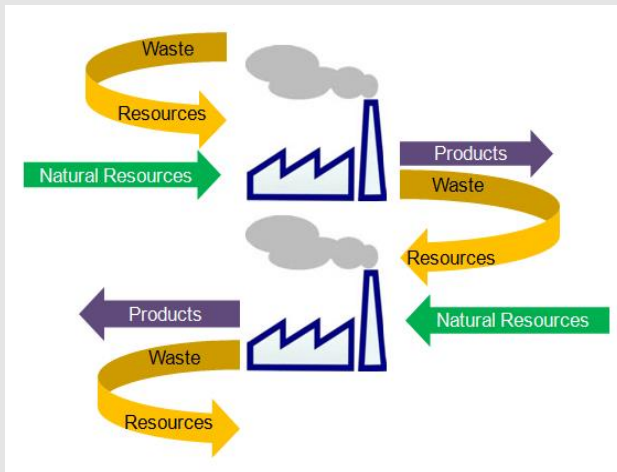 Waste
Resources
Natural Resources
Products
Waste
Resources
Products
Natural Resources
Waste
Resources